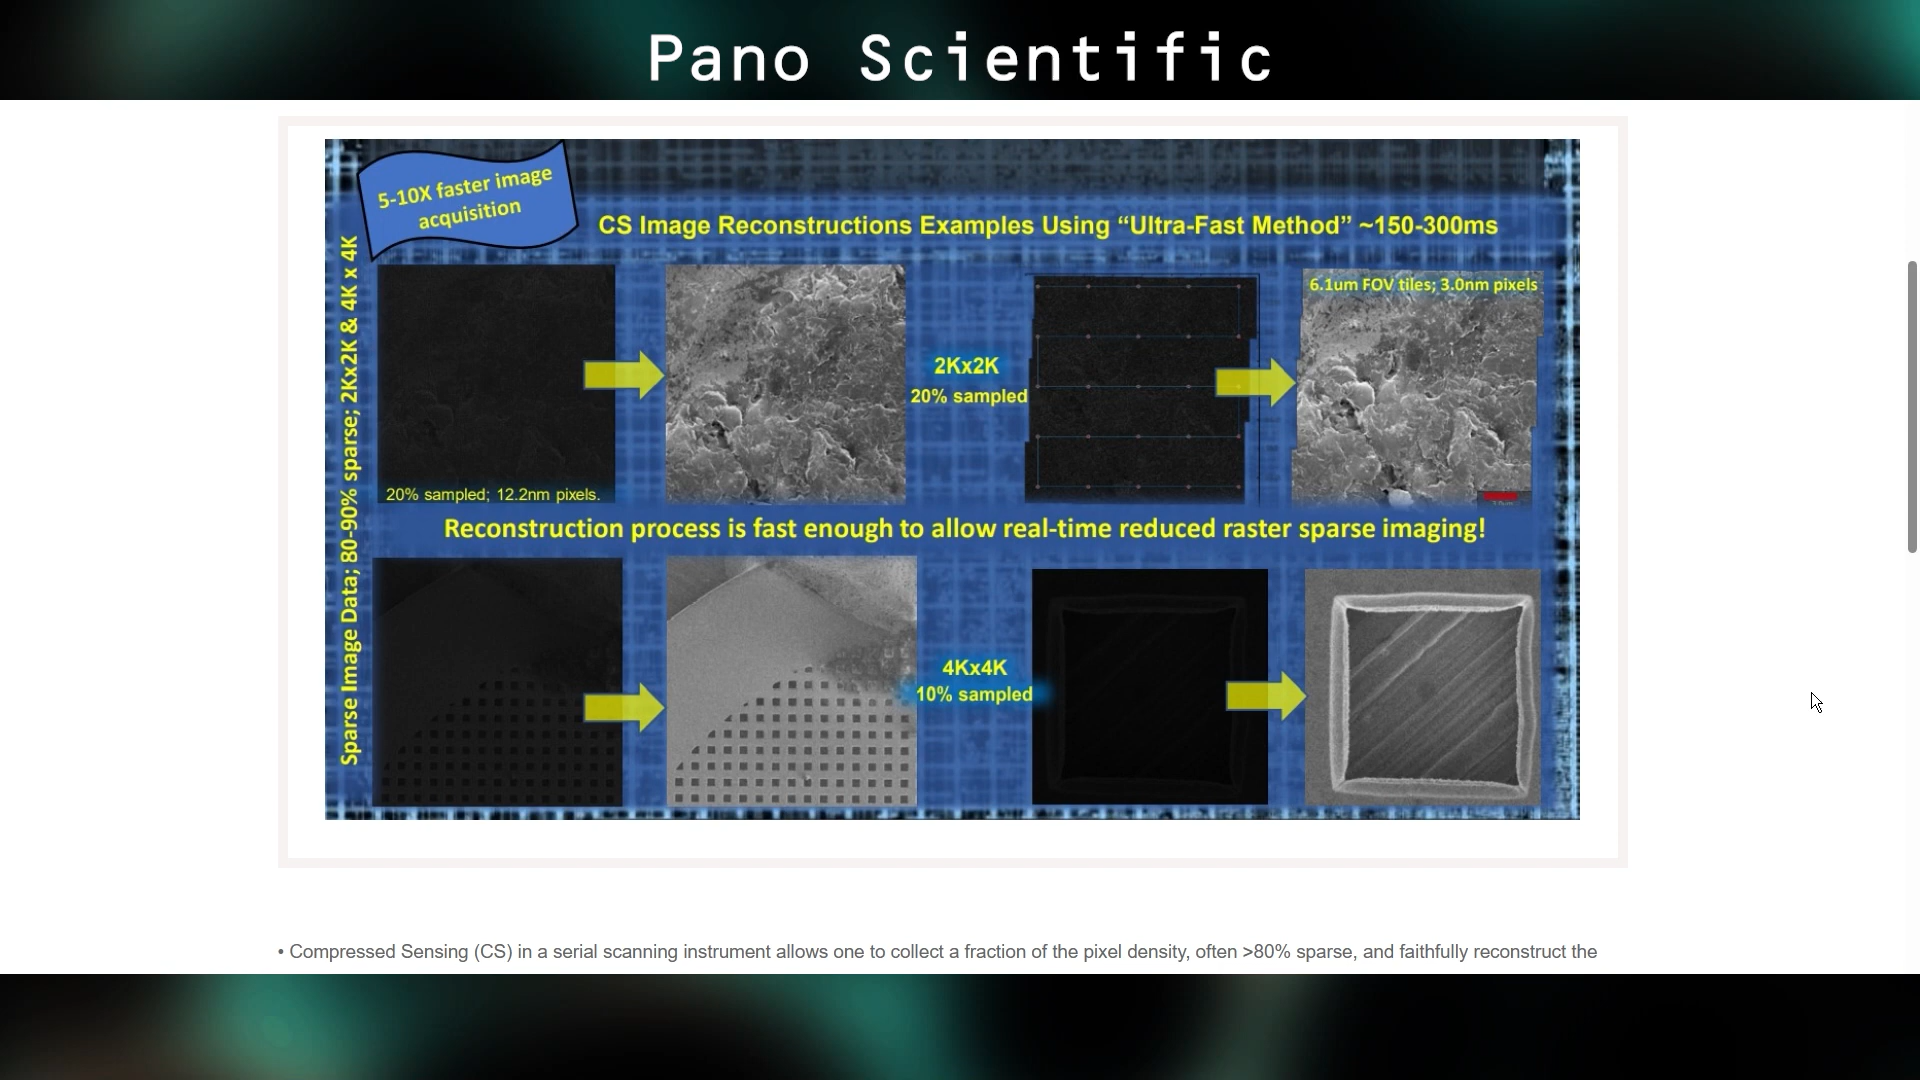 Pano Scientific
5-10X faster image
acquisition
CS Image Reconstructions Examples Using “Ultra-Fast Method” ~150-300ms
Sparse Image Data; 80-90% sparse; 2Kx2K & 4K x 4K
6.1um FOV tiles; 3.0nm pixels
2Kx2K
20% sampled
20% sampled; 12.2nm pixels.
Reconstruction process is fast enough to allow real-time reduced raster sparse imaging!
4Kx4K
10% sampled
• Compressed Sensing (CS) in a serial scanning instrument allows one to collect a fraction of the pixel density, often >80% sparse, and faithfully reconstruct the